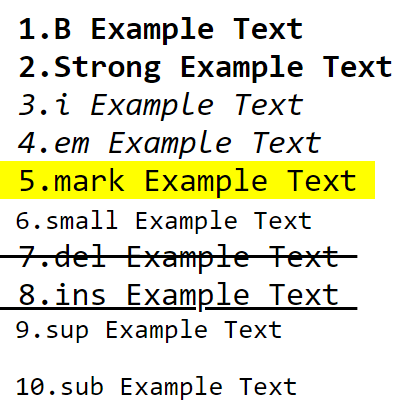 1.B Example Text
2.Strong Example Text
3.i Example Text
4.em Example Text
5.mark Example Text
6.small Example Text
7.del Example Text
8.ins Example Text
9.sup Example Text
10.sub Example Text